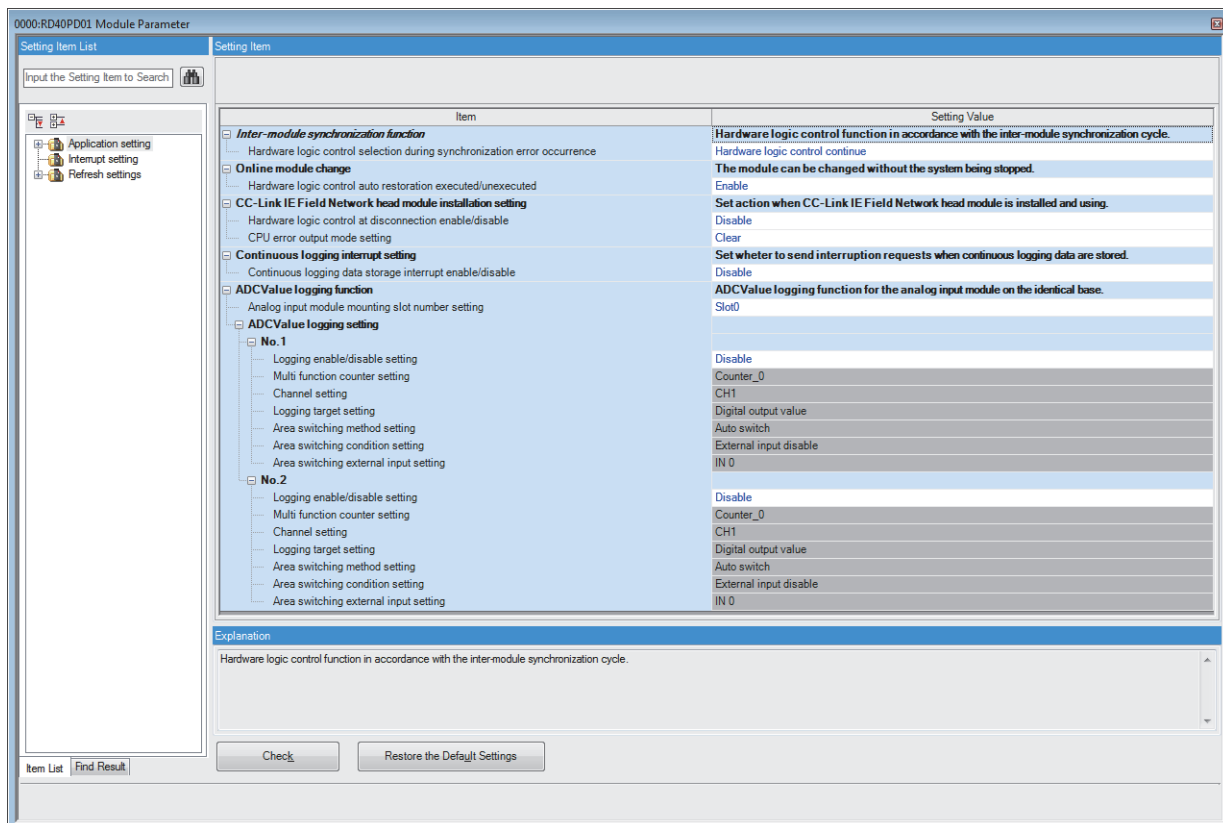 0000:RD40PD01 Module Parameter
Setting Item List
Input the Setting Item to Search
Application setting
Interrupt setting
Refresh settings
Item List
Find Result
Setting Item
Item Setting Value
Inter-module synchronization function Hardware logic control function in accordance with the inter-module synchronization cycle.
Hardware logic control selection during synchronization error occurrence Hardware logic control continue
Online module change The module can be changed without the system being stopped.
Hardware logic control auto restoration executed/unexecuted Enable
CC-Link IE Field Network head module installation setting Set action when CC-Link IE Field Network head module is installed and using.
Hardware logic control at disconnection enable/disable Disable
CPU error output mode setting Clear
Continuous logging interrupt setting Set wheter to send interruption requests when continuous logging data are stored.
Continuous logging data storage interrupt enable/disable Disable
ADCValue logging function ADCValue logging function for the analog input module on the identical base.
Analog input module mounting slot number setting Slot0
ADCValue logging setting
No.1
Logging enable/disable setting Disable
Multi function counter setting Counter_0
Channel setting CH1
Logging target setting Digital output value
Area switching method setting Auto switch
Area switching condition setting External input disable
Area switching external input setting IN 0
No.2
Logging enable/disable setting Disable
Multi function counter setting Counter_0
Channel setting CH1
Logging target setting Digital output value
Area switching method setting Auto switch
Area switching condition setting External input disable
Area switching external input setting IN 0
Explanation
Hardware logic control function in accordance with the inter-module synchronization cycle.
Check
Restore the Default Settings